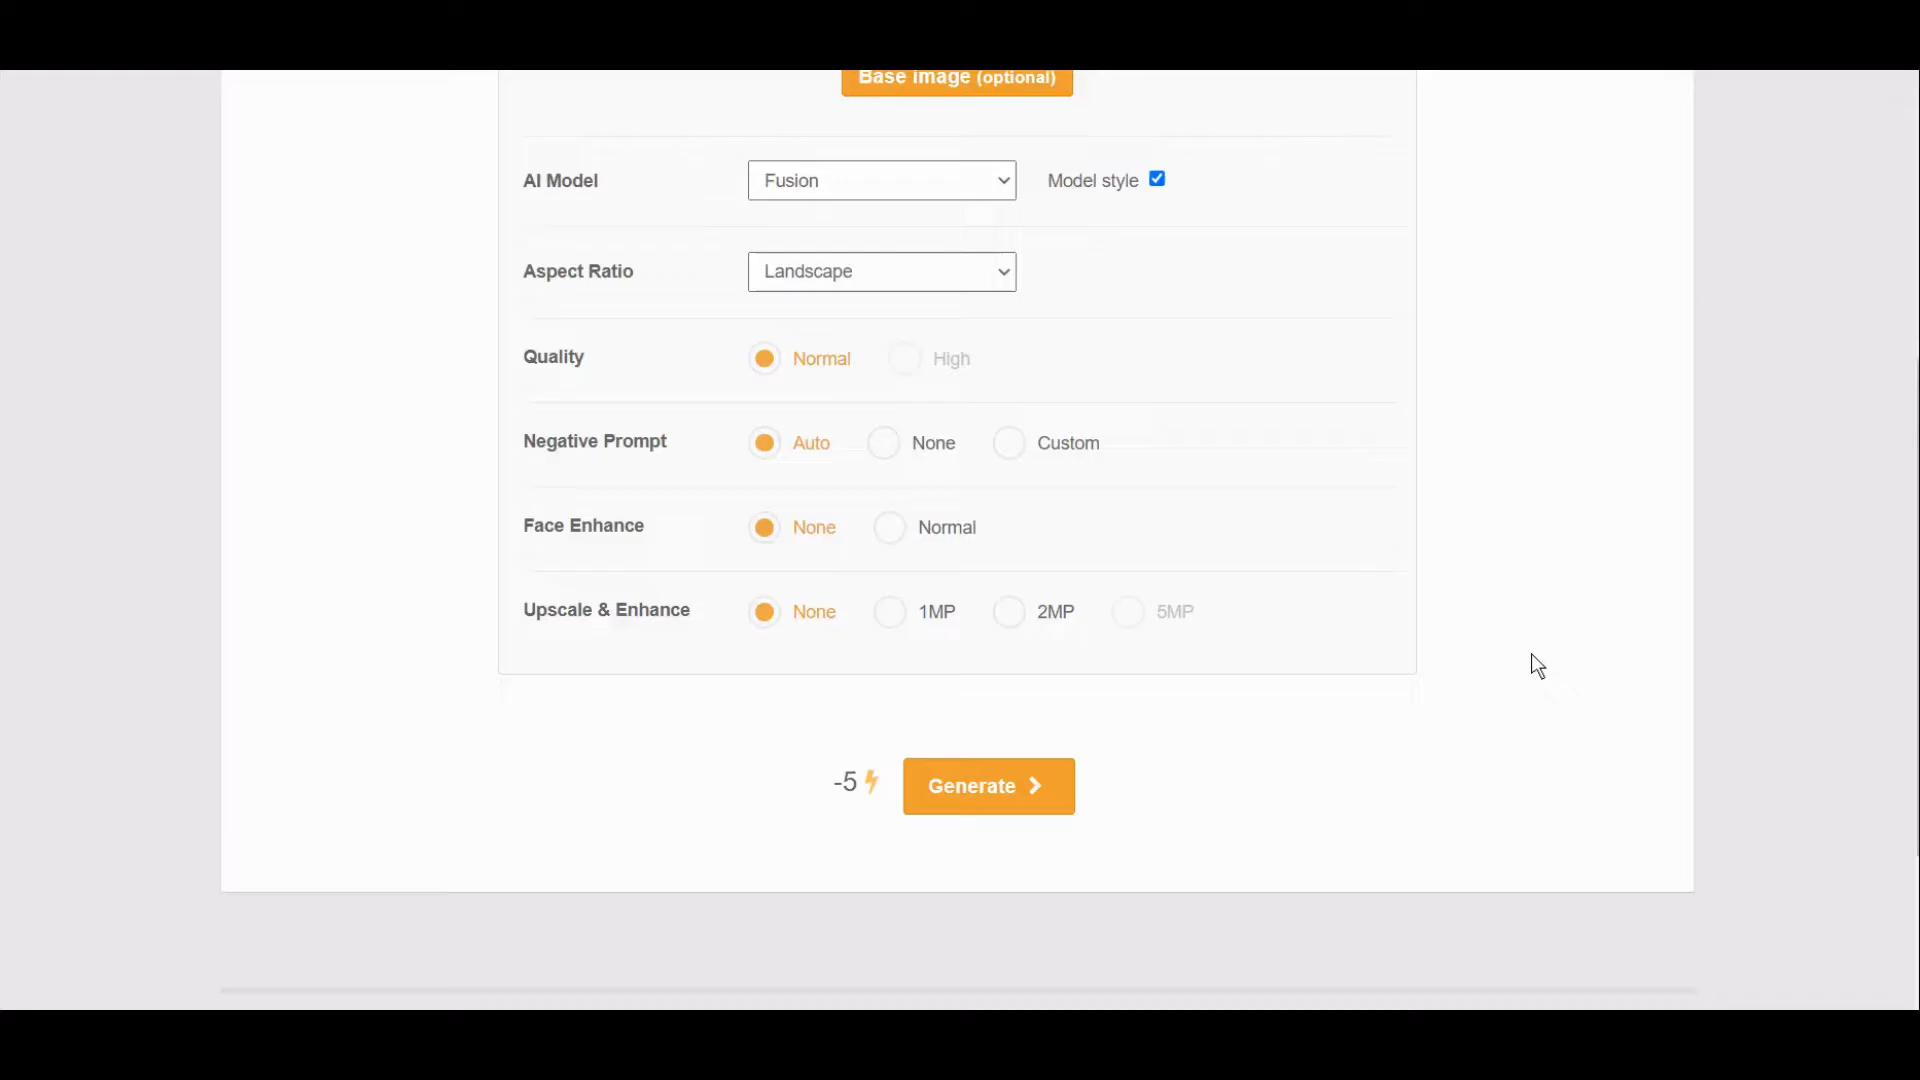 Base image (optional)
AI Model Fusion Model style
Aspect Ratio Landscape
Quality Normal High
Negative Prompt Auto None Custom
Face Enhance None Normal
Upscale & Enhance None 1MP 2MP 5MP
-5 Generate